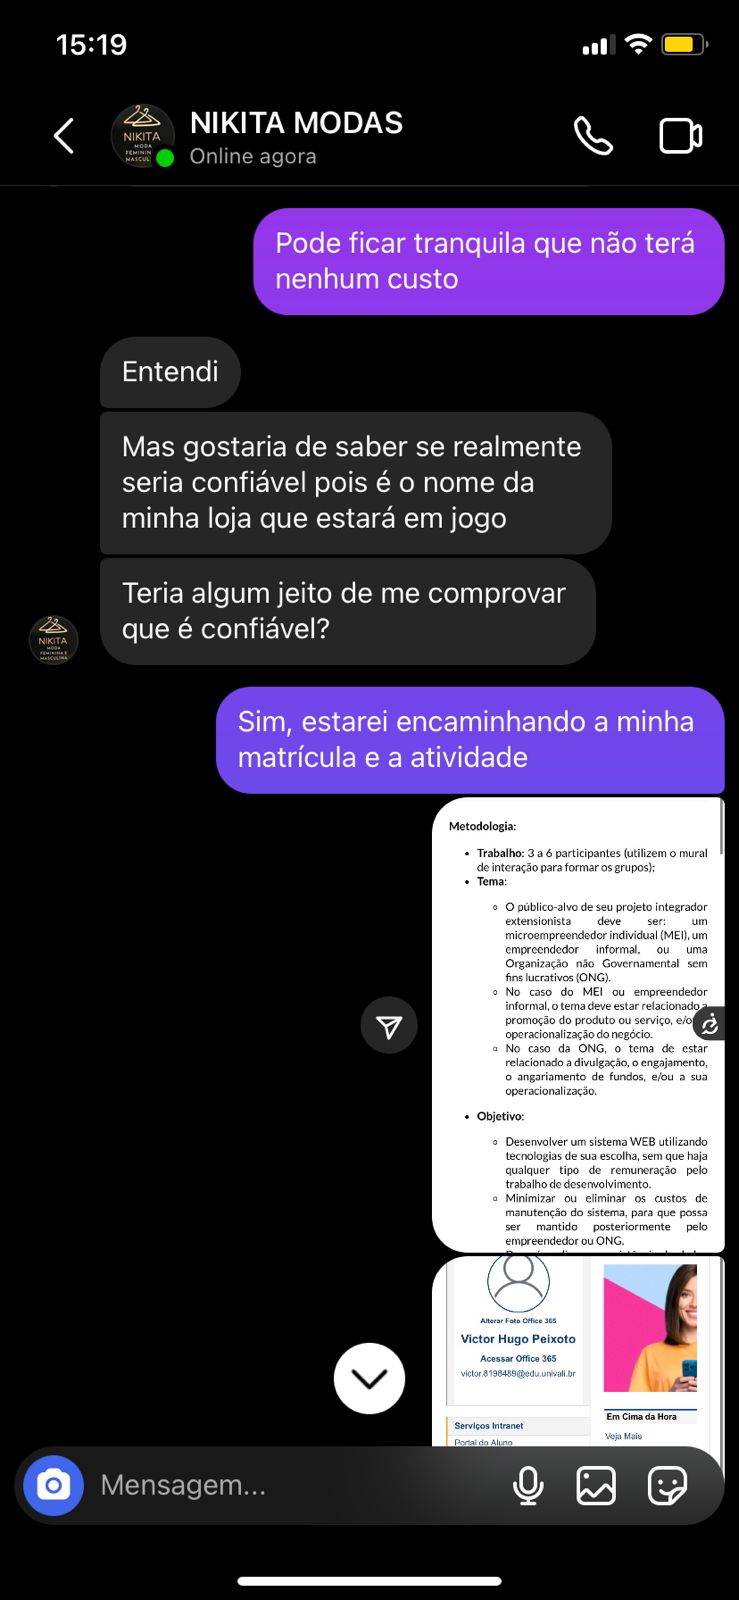 15:19
NIKITA MODAS
Online agora
NIKITA
MODA
Pode ficar tranquila que não terá
nenhum custo
Entendi
Mas gostaria de saber se realmente
seria confiável pois é o nome da
minha loja que estará em jogo
Teria algum jeito de me comprovar
que é confiável?
NIKITA
MODA
FEMININA E
MASCULINA
Sim, estarei encaminhando a minha
matrícula e a atividade
Metodologia:
• Trabalho: 3 a 6 participantes (utilizem o mural
de interação para formar os grupos);
• Tema:
O público-alvo de seu projeto integrador
extensionista deve ser: um
microempreendedor individual (MEI), um
empreendedor informal, ou uma
Organização não Governamental sem
fins lucrativos (ONG).
No caso do MEI ou empreendedor
informal, o tema deve estar relacionado a
promoção do produto ou serviço, e/o
operacionalização do negócio.
No caso da ONG, o tema de estar
relacionado a divulgação, o engajamento,
o angariamento de fundos, e/ou a sua
operacionalização.
• Objetivo:
Desenvolver um sistema WEB utilizando
tecnologias de sua escolha, sem que haja
qualquer tipo de remuneração pelo
trabalho de desenvolvimento.
Minimizar ou eliminar os custos de
manutenção do sistema, para que possa
ser mantido posteriormente pelo
empreendedor ou ONG.
Alterar Foto Office 365
Victor Hugo Peixoto
Acessar Office 365
victor.8198489@edu.univali.br
Em Cima da Hora
Veja Mais
Serviços Intranet
Portal do Aluno
Mensagem...